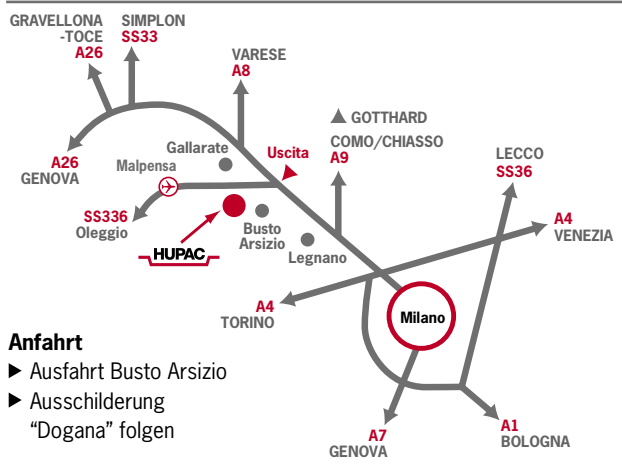 GRAVELLONA
-TOCE
A26
SIMPLON
SS33
VARESE
A8
GOTTHARD
COMO/CHIASSO
A9
LECCO
SS36
Gallarate
Uscita
Malpensa
A26
GENOVA
SS336
Oleggio
HUPAC
Busto
Arsizio
Legnano
A4
VENEZIA
A4
TORINO
Milano
Anfahrt
▶ Ausfahrt Busto Arsizio
▶ Ausschilderung
“Dogana” folgen
A7
GENOVA
A1
BOLOGNA